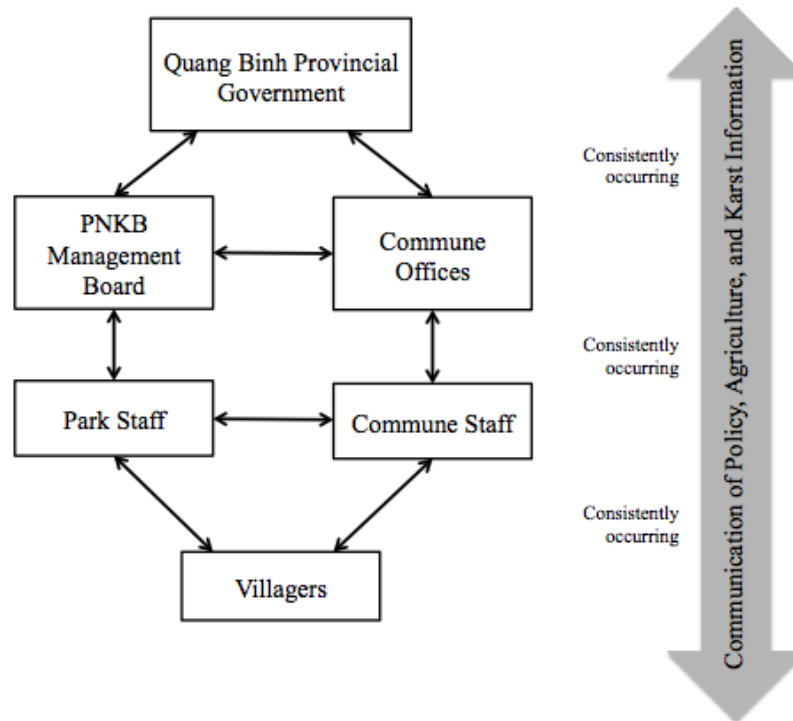 Quang Binh Provincial
Government
Consistently
occurring
PNKB
Management
Board
Commune
Offices
Consistently
occurring
Park Staff
Commune Staff
Consistently
occurring
Villagers
Communication of Policy, Agriculture, and Karst Information